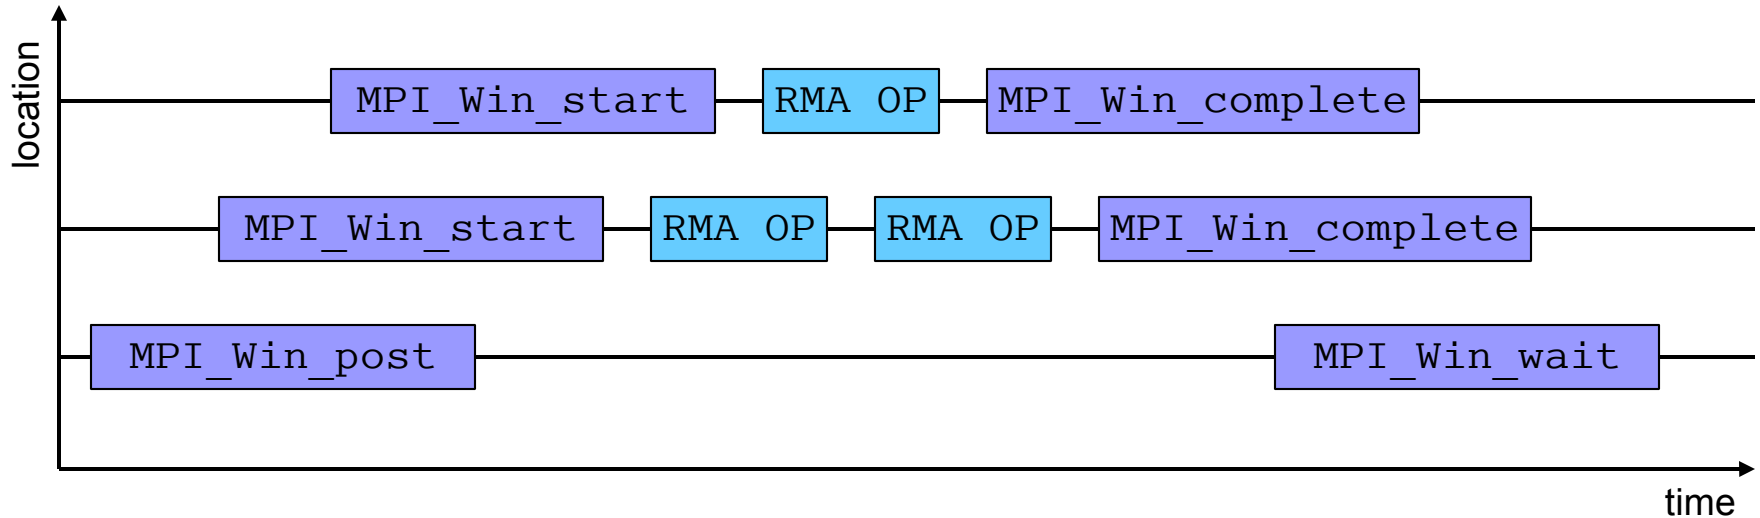 location
MPI_Win_start RMA OP MPI_Win_complete
MPI_Win_start RMA OP RMA OP MPI_Win_complete
MPI_Win_post MPI_Win_wait
time